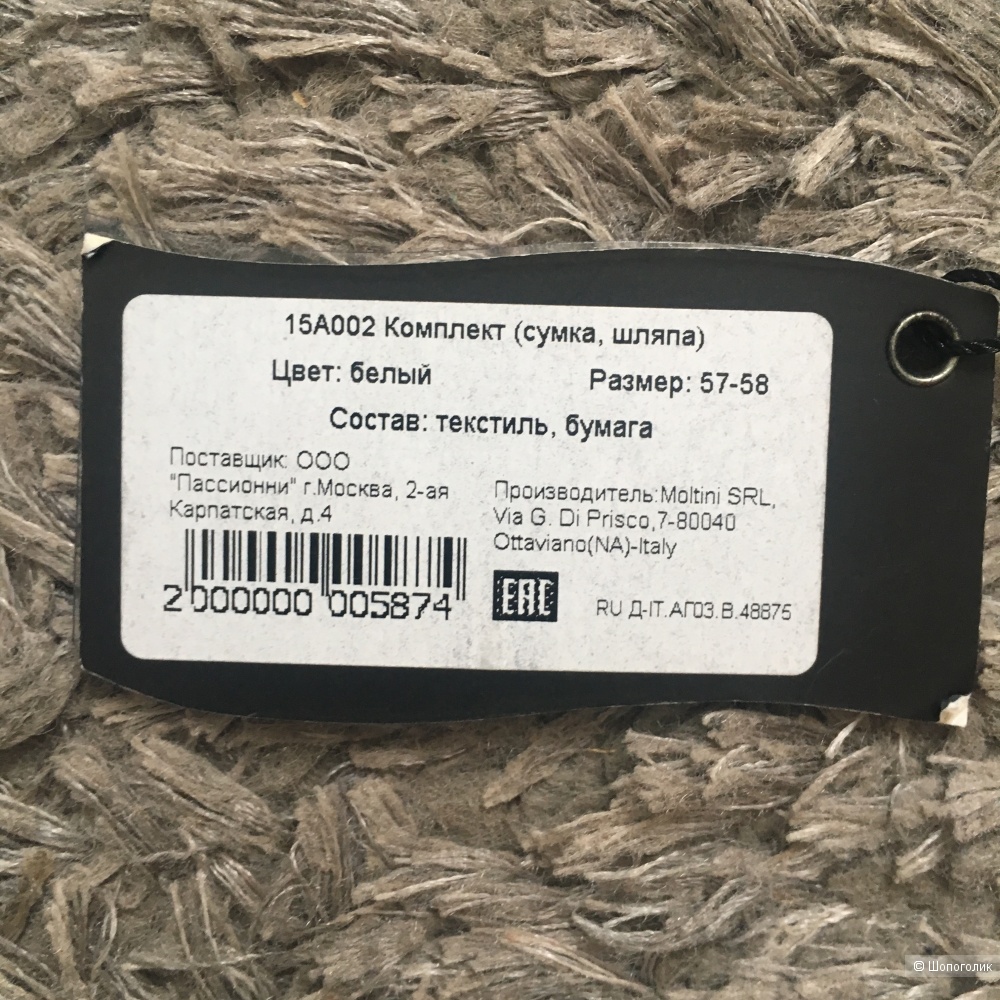 15A002 Комплект (сумка, шляпа)
Цвет: белый
Размер: 57-58
Состав: текстиль, бумага
Поставщик: ООО
"Пассионни" г.Москва, 2-ая
Карпатская, д.4
Производитель:Moltini SRL,
Via G. Di Prisco,7-80040
Ottaviano(NA)-Italy
2 000000 005874
EAC
RU Д-IT.АГ03.В.48875
© Шопоголик